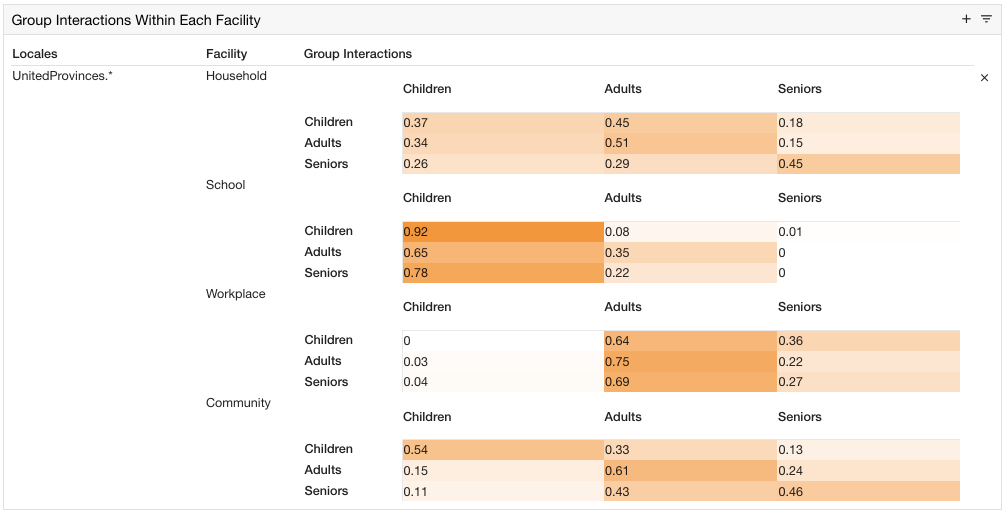 Group Interactions Within Each Facility + 
Locales Facility Group Interactions
UnitedProvinces.* Household ×
Children Adults Seniors
Children 0.37 0.45 0.18
Adults 0.34 0.51 0.15
Seniors 0.26 0.29 0.45
School
Children Adults Seniors
Children 0.92 0.08 0.01
Adults 0.65 0.35 0
Seniors 0.78 0.22 0
Workplace
Children Adults Seniors
Children 0 0.64 0.36
Adults 0.03 0.75 0.22
Seniors 0.04 0.69 0.27
Community
Children Adults Seniors
Children 0.54 0.33 0.13
Adults 0.15 0.61 0.24
Seniors 0.11 0.43 0.46